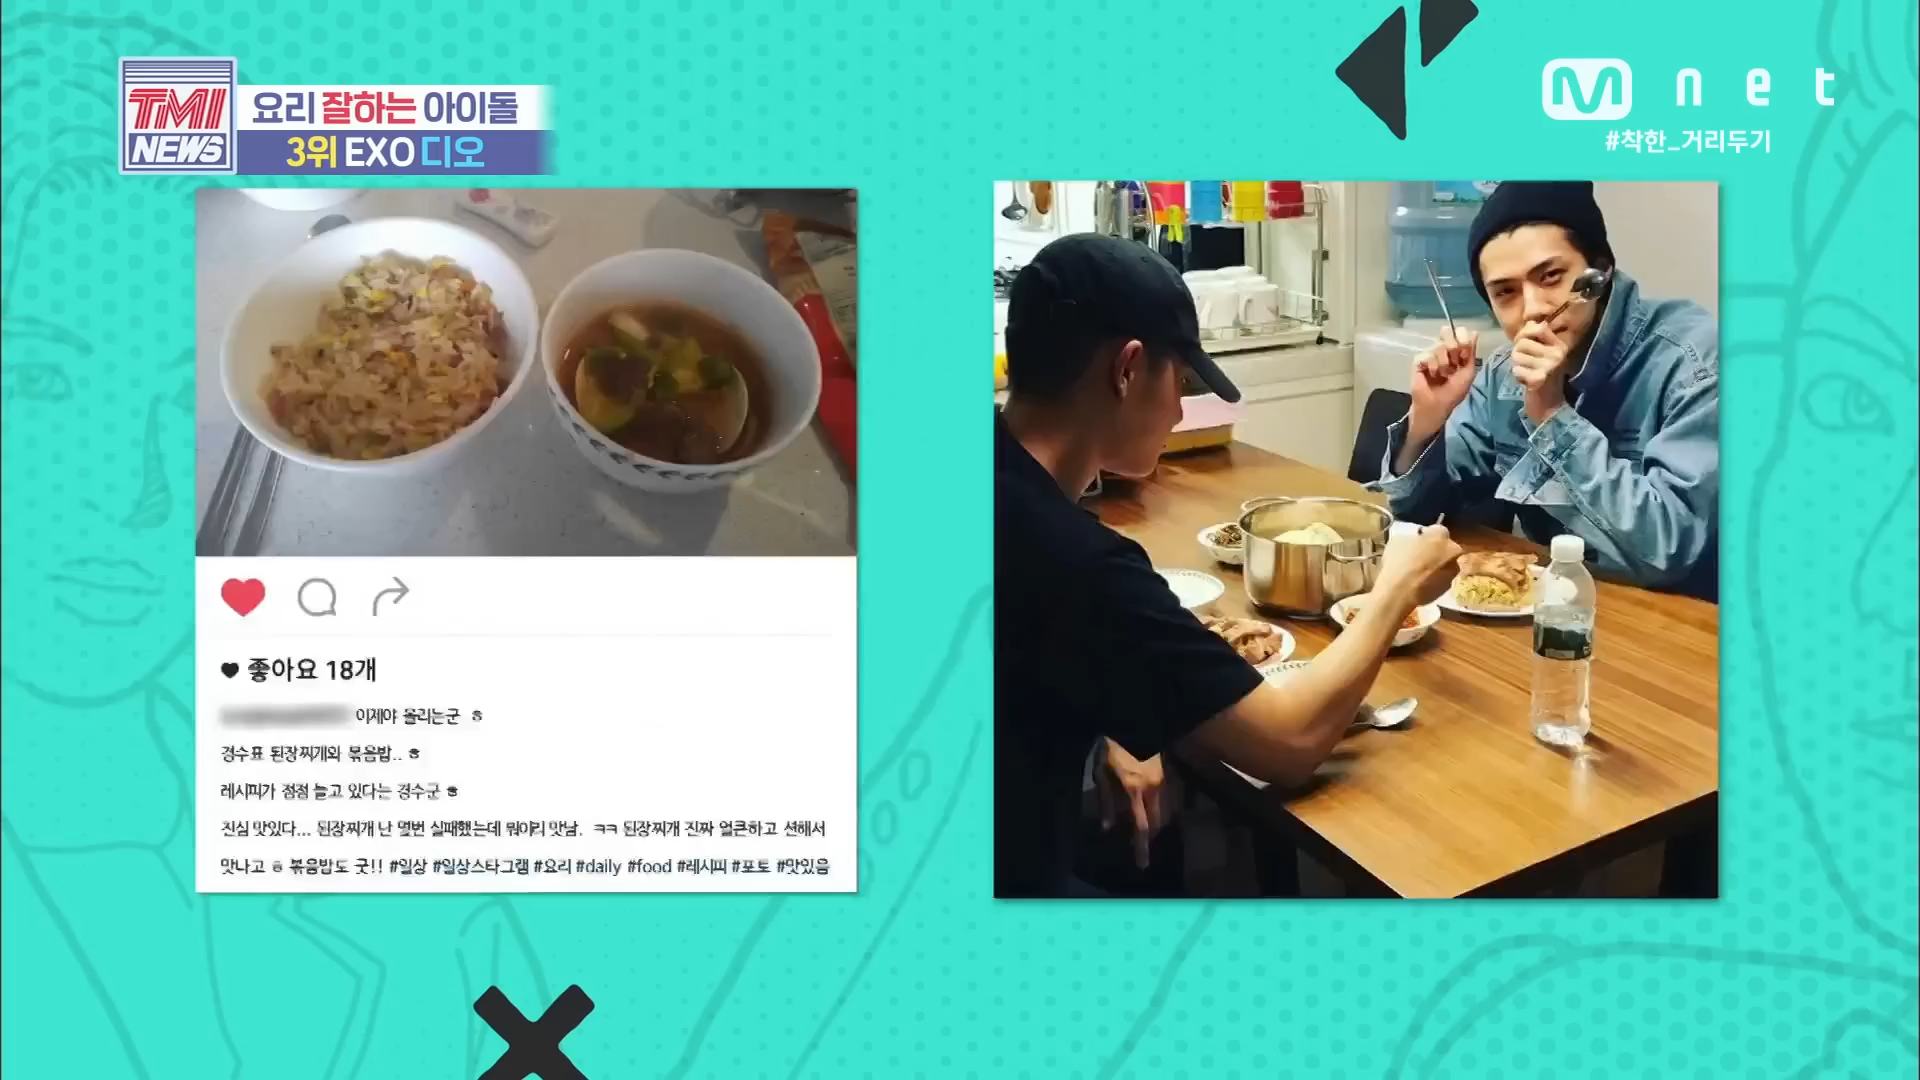 TMI
NEWS
요리 잘하는 아이돌
3위 EXO 디오
Mnet
#착한_거리두기
좋아요 18개
이제야 올리는군 ㅎ
경수표 된장찌개와 볶음밥.. ㅎ
레시피가 점점 늘고 있다는 경수군 ㅎ
진심 맛있다... 된장찌개 난 몇번 실패했는데 뭐야리 맛남. ㅋㅋ 된장찌개 진짜 얼큰하고 션해서
맛나고 ㅎ 볶음밥도 굿!! #일상 #일상스타그램 #요리 #daily #food #레시피 #포토 #맛있음